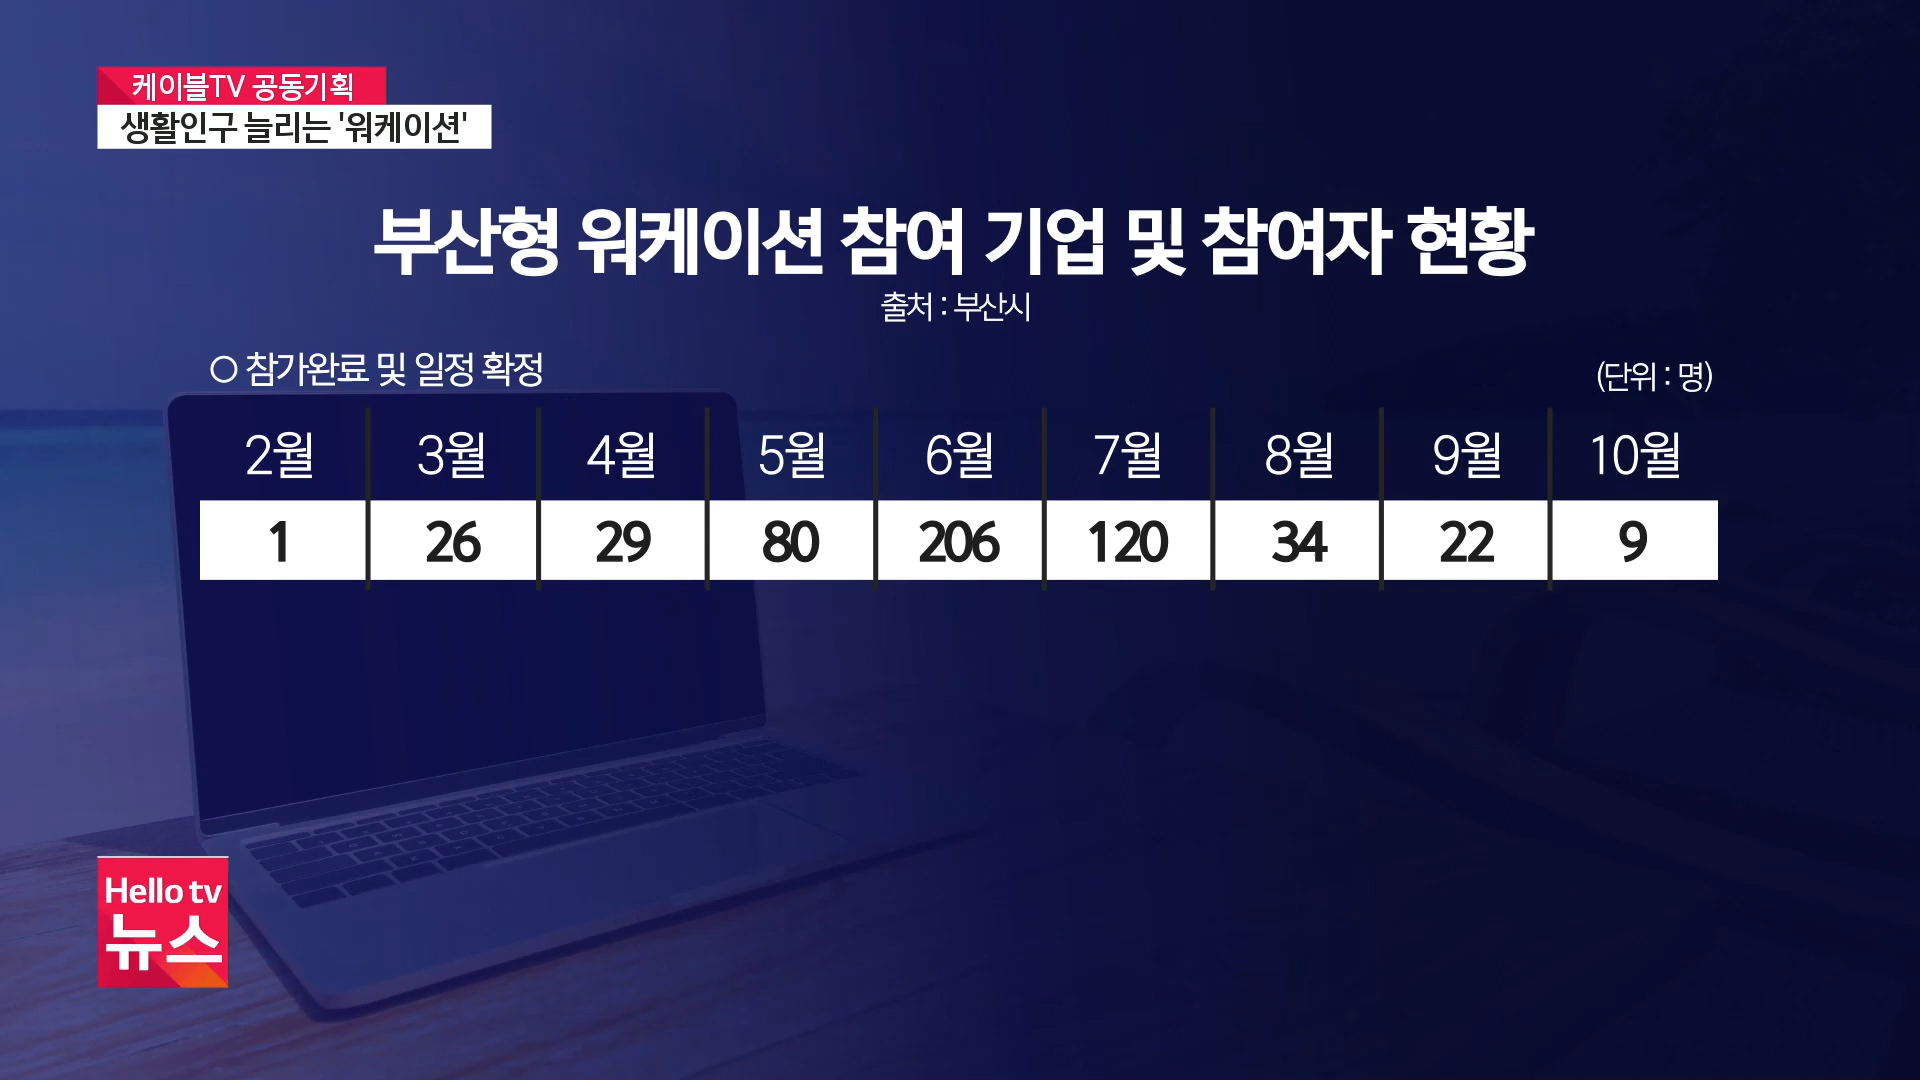 케이블TV 공동기획
생활인구 늘리는 '워케이션'
부산형 워케이션 참여 기업 및 참여자 현황
출처 : 부산시
○ 참가완료 및 일정 확정
(단위 : 명)
2월 3월 4월 5월 6월 7월 8월 9월 10월
1 26 29 80 206 120 34 22 9
Hello tv
뉴스